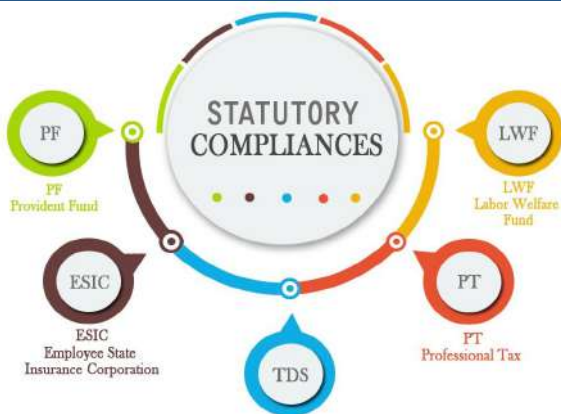 STATUTORY
COMPLIANCES
PF
PF
Provident Fund
LWF
LWF
Labor Welfare
Fund
ESIC
ESIC
Employee State
Insurance Corporation
PT
PT
Professional Tax
TDS